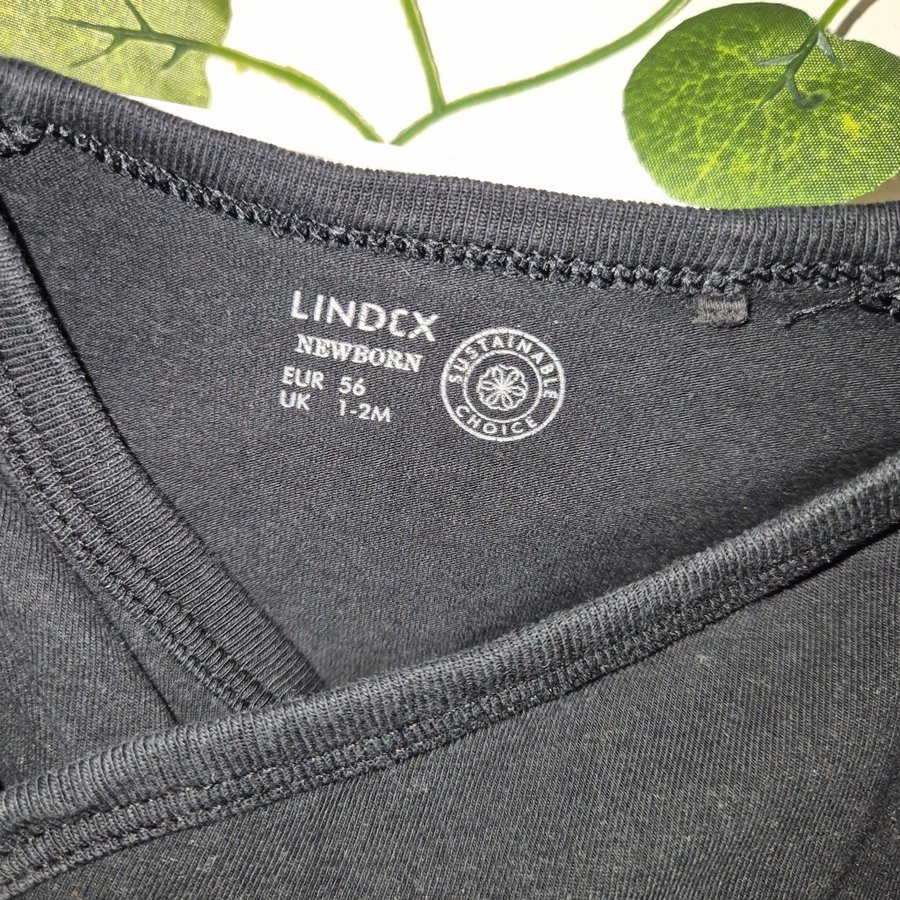 LINDEX
NEWBORN
EUR 56
UK 1-2M
SUSTAINABLE
CHOICE